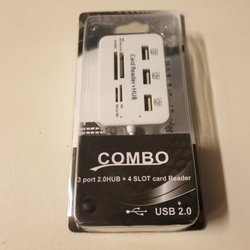 Card Reader+HUB
COMBO
3 port 2.0HUB + 4 SLOT card Reader
USB 2.0